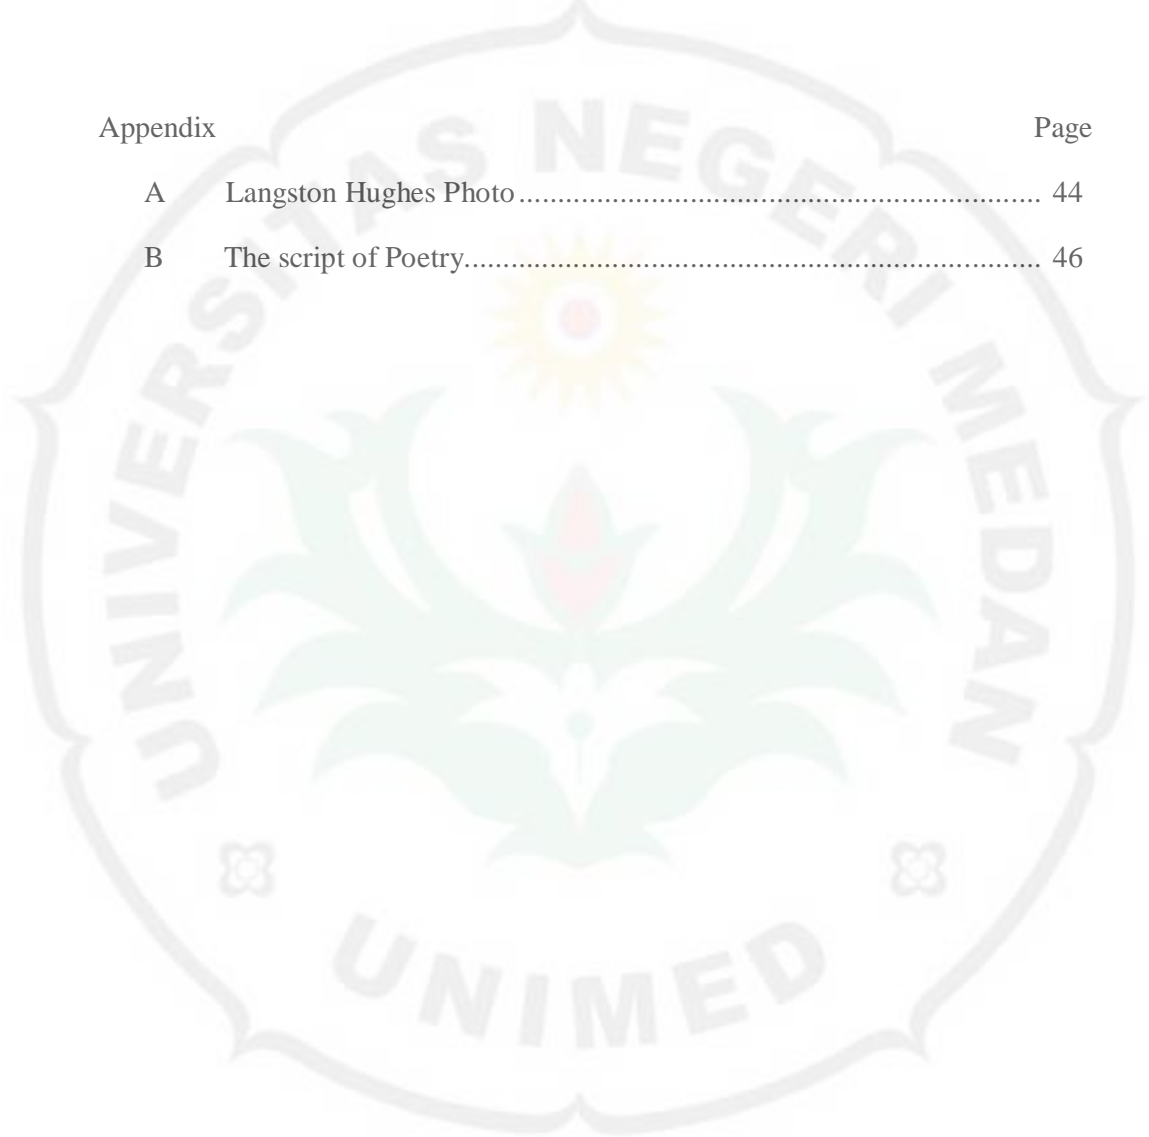 Appendix Page
A Langston Hughes Photo.................................................................. 44
B The script of Poetry......................................................................... 46
UNIVERSITAS NEGERI MEDAN
UNIMED